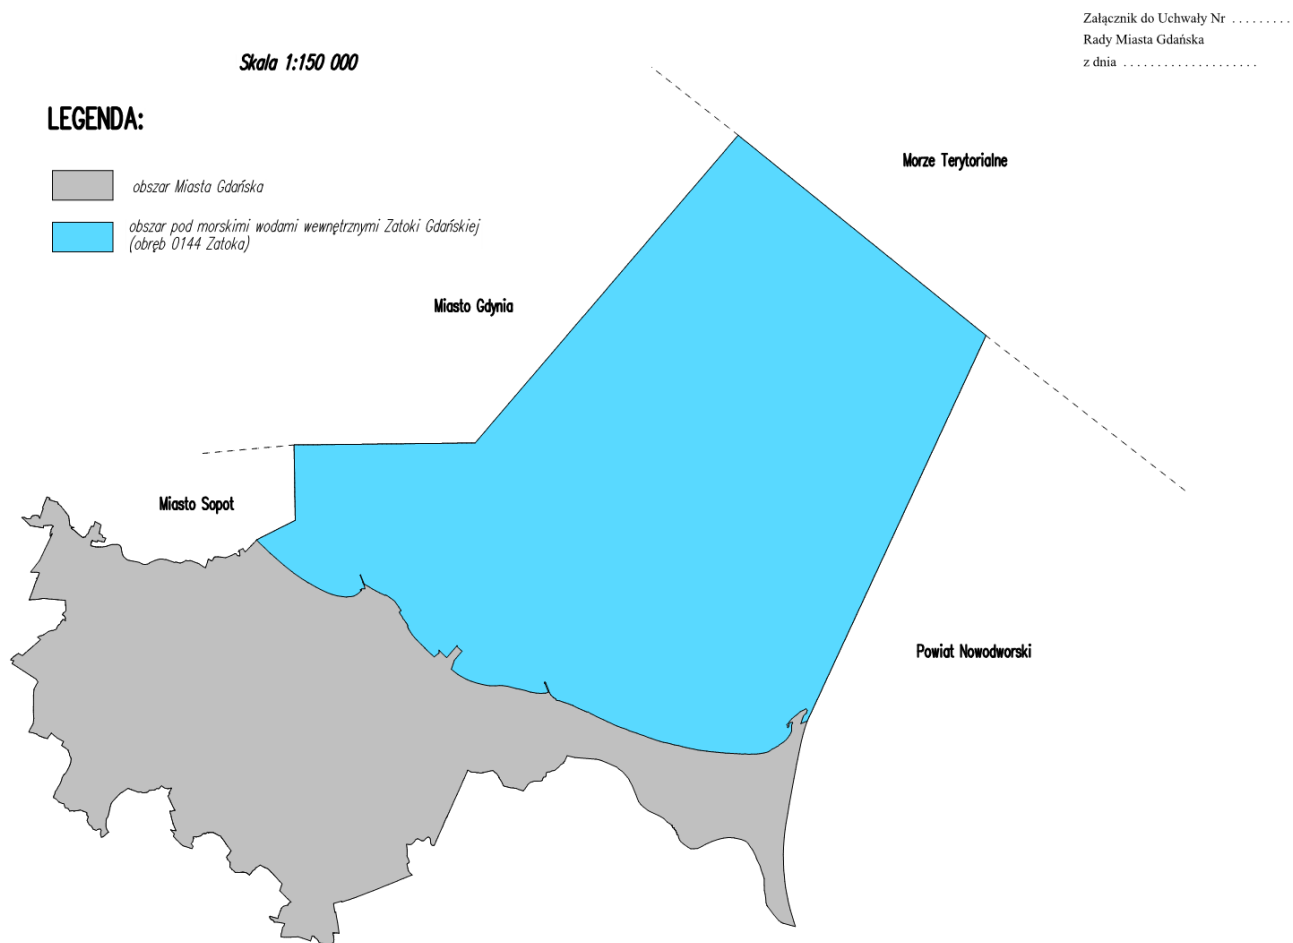 Załącznik do Uchwały Nr . . . . . . . . .
Rady Miasta Gdańska
z dnia . . . . . . . . . . . . . . . . . . . .
Skala 1:150 000
LEGENDA:
obszar Miasta Gdańska
obszar pod morskimi wodami wewnętrznymi Zatoki Gdańskiej
(obręb 0144 Zatoka)
Morze Terytorialne
Miasto Gdynia
Miasto Sopot
Powiat Nowodworski